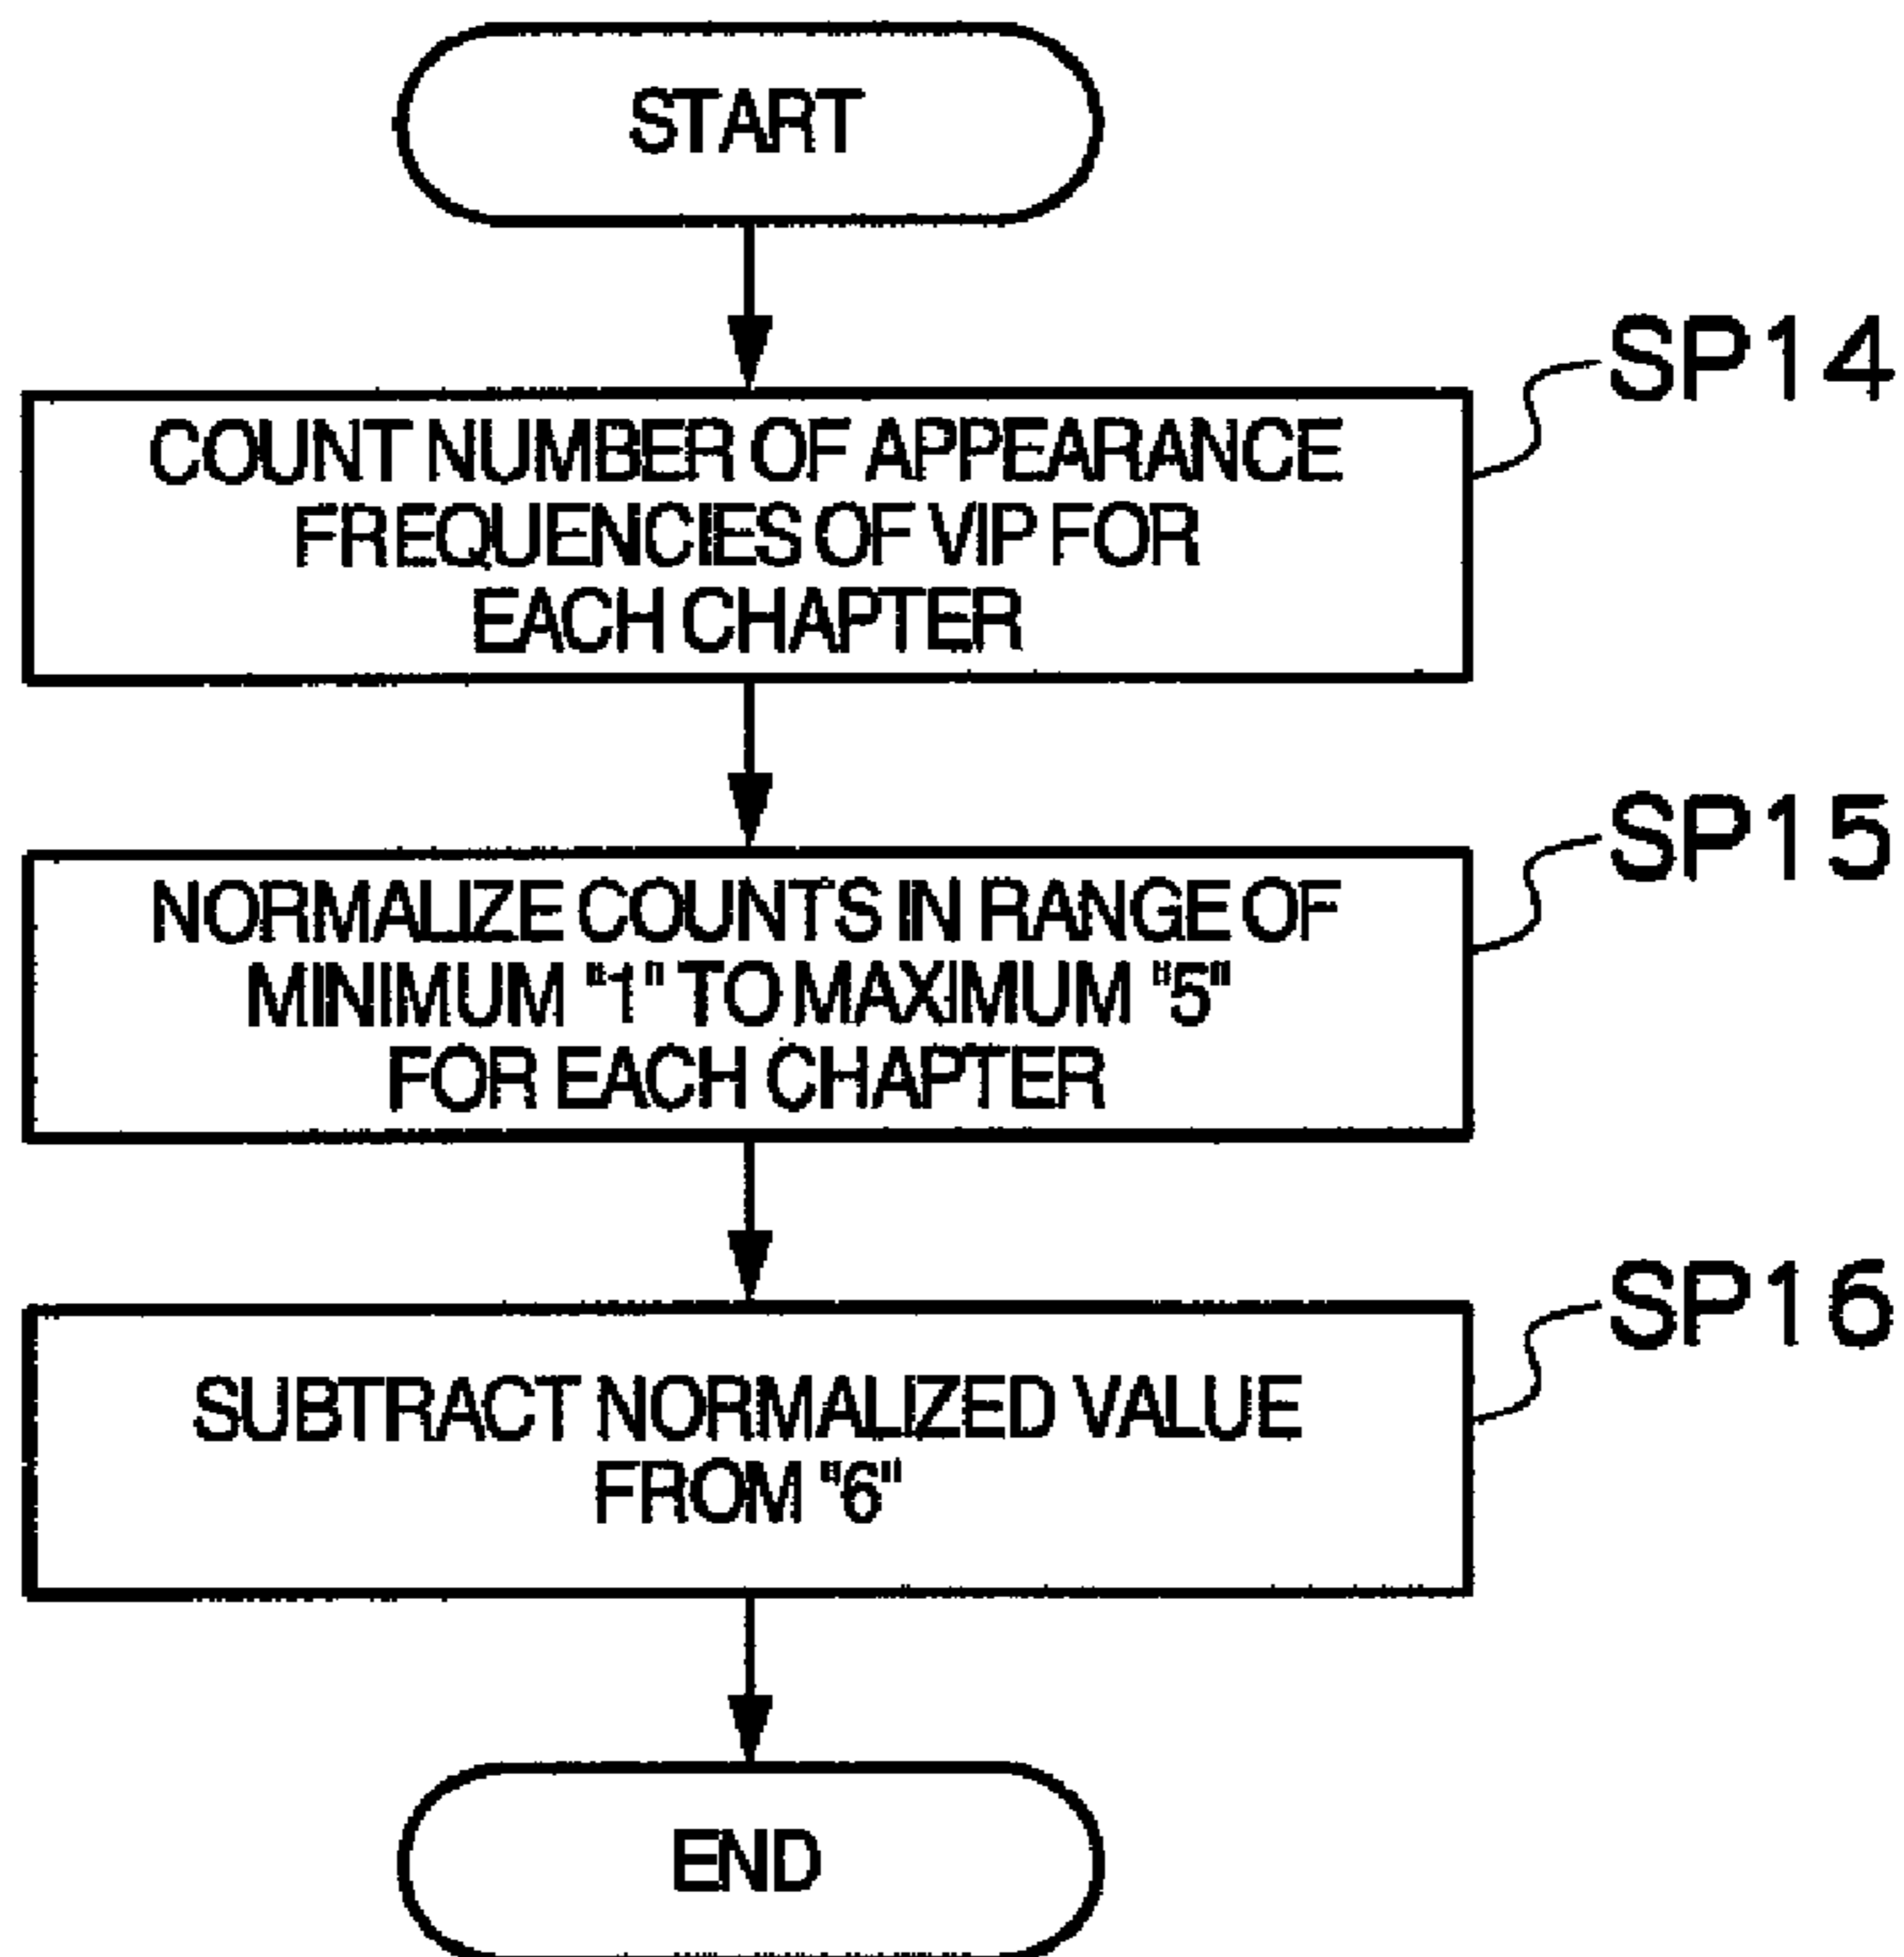 START
SP14
COUNT NUMBER OF APPEARANCE
FREQUENCIES OF VIP FOR
EACH CHAPTER
SP15
NORMALIZE COUNTS IN RANGE OF
MINIMUM "1" TO MAXIMUM "5"
FOR EACH CHAPTER
SP16
SUBTRACT NORMALIZED VALUE
FROM "6"
END